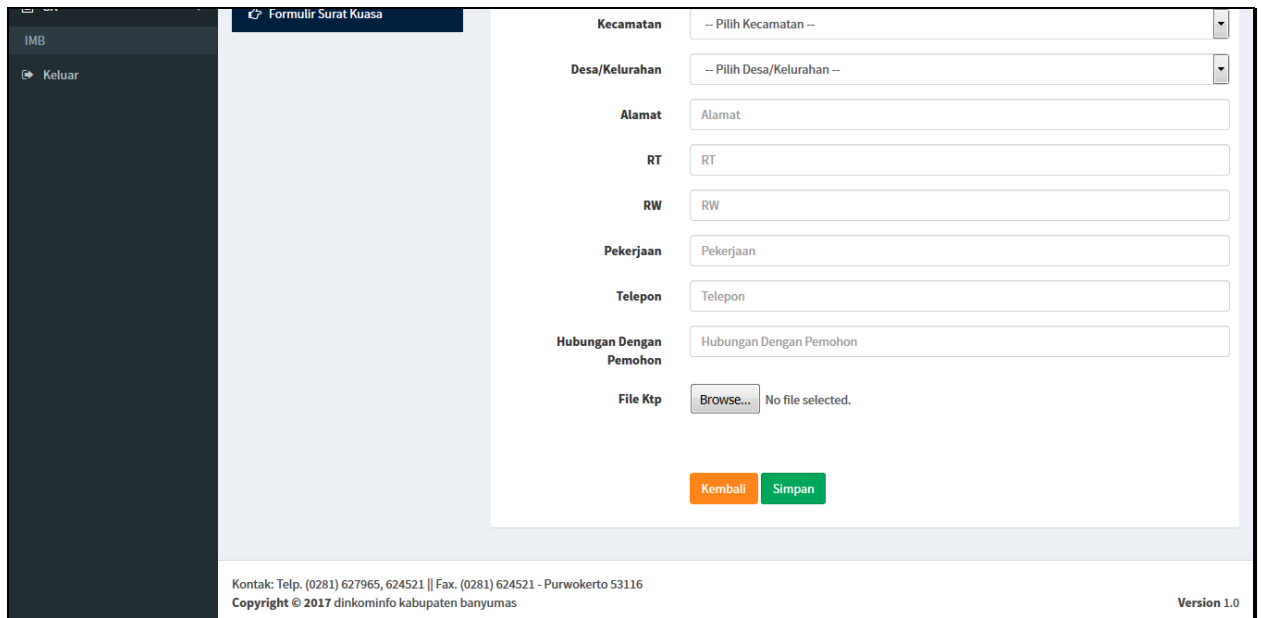 IMB
Keluar
Formulir Surat Kuasa
Kecamatan
-- Pilih Kecamatan --
Desa/Kelurahan
-- Pilih Desa/Kelurahan --
Alamat
Alamat
RT
RT
RW
RW
Pekerjaan
Pekerjaan
Telepon
Telepon
Hubungan Dengan
Pemohon
Hubungan Dengan Pemohon
File Ktp
Browse... No file selected.
Kembali Simpan
Kontak: Telp. (0281) 627965, 624521 || Fax. (0281) 624521 - Purwokerto 53116
Copyright © 2017 dinkominfo kabupaten banyumas
Version 1.0